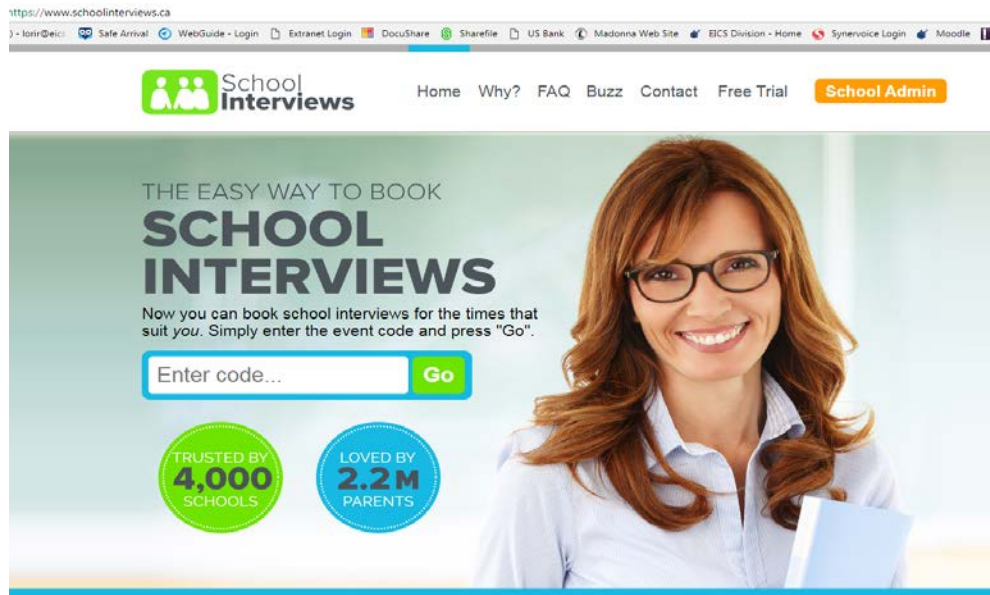 https://www.schoolinterviews.ca
Safe Arrival WebGuide - Login Extranet Login DocuShare Sharefile US Bank Madonna Web Site EICS Division - Home Synervoice Login Moodle
School
Interviews
Home Why? FAQ Buzz Contact Free Trial School Admin
THE EASY WAY TO BOOK
SCHOOL
INTERVIEWS
Now you can book school interviews for the times that
suit you. Simply enter the event code and press "Go".
Enter code... Go
TRUSTED BY
4,000
SCHOOLS
LOVED BY
2.2M
PARENTS